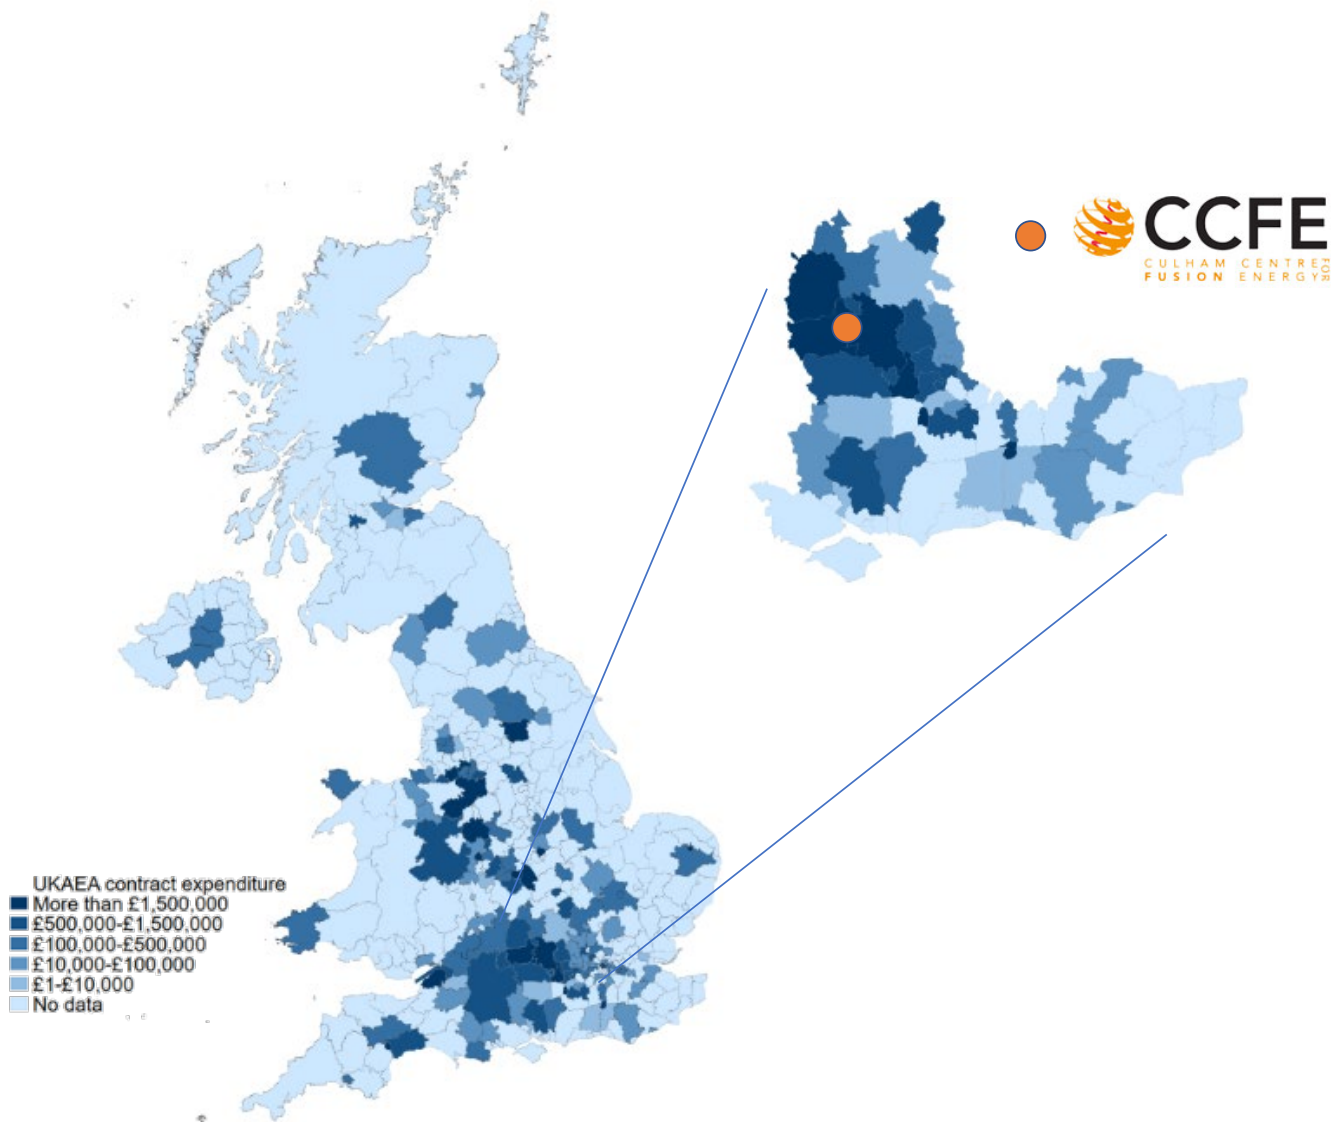 CCFE
CULHAM CENTRE FOR
FUSION ENERGY
UKAEA contract expenditure
More than £1,500,000
£500,000-£1,500,000
£100,000-£500,000
£10,000-£100,000
£1-£10,000
No data